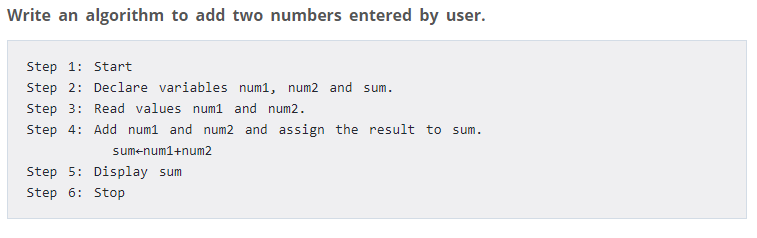 Write an algorithm to add two numbers entered by user.
Step 1: Start
Step 2: Declare variables num1, num2 and sum.
Step 3: Read values num1 and num2.
Step 4: Add num1 and num2 and assign the result to sum.
sum←num1+num2
Step 5: Display sum
Step 6: Stop